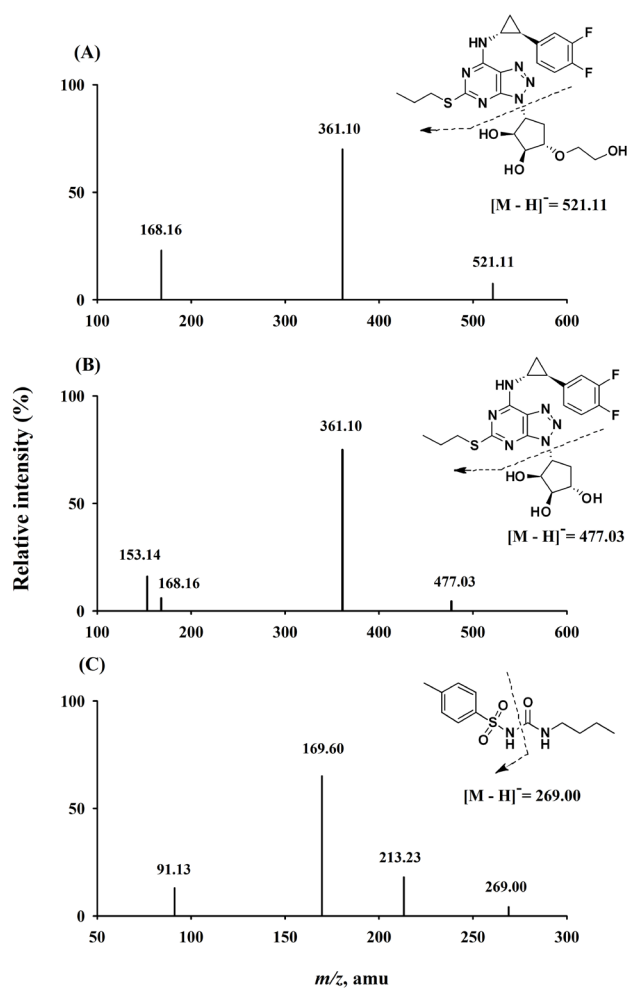 (A)
F
HN
F
N N
N
S N N
HO
O OH
HO
[M - H]⁻= 521.11
100
361.10
50
168.16
521.11
0
100 200 300 400 500 600
(B)
F
HN
F
N N
N
S N N
HO
OH
HO
[M - H]⁻= 477.03
100
361.10
50
153.14
168.16
477.03
0
100 200 300 400 500 600
Relative intensity (%)
(C)
O O
S
O N N
H H
[M - H]⁻= 269.00
100
169.60
50
213.23
91.13
269.00
0
50 100 150 200 250 300
m/z, amu